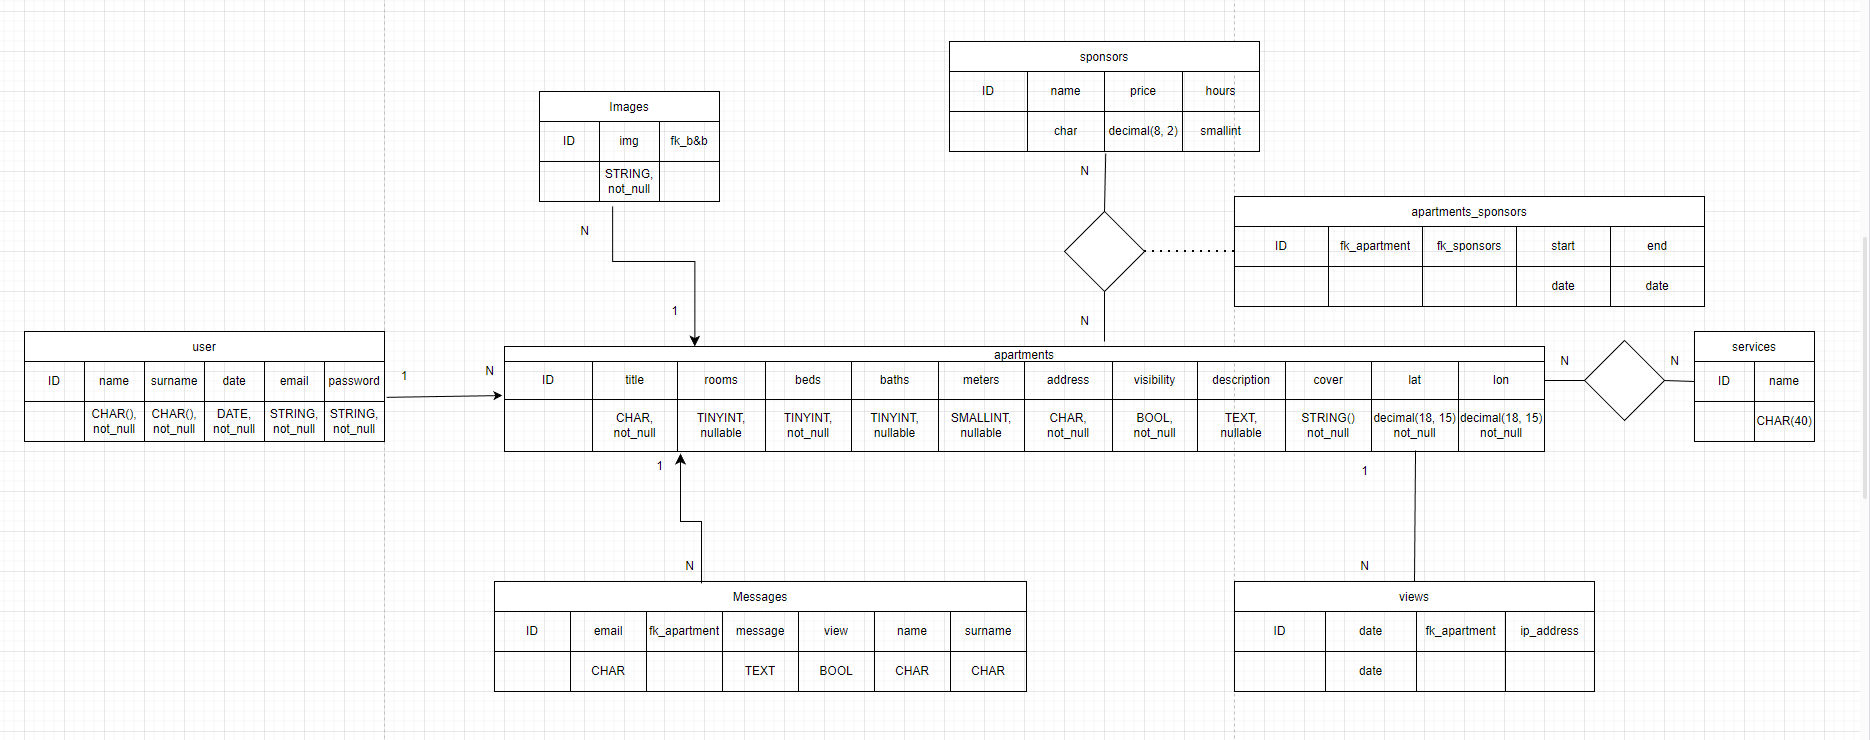 sponsors
ID name price hours
char decimal(8, 2) smallint
N
Images
ID img fk_b&b
STRING,
not_null
N
1
apartments_sponsors
ID fk_apartment fk_sponsors start end
date date
N
user
ID name surname date email password
CHAR(),
not_null
CHAR(),
not_null
DATE,
not_null
STRING,
not_null
STRING,
not_null
1
N
apartments
ID title rooms beds baths meters address visibility description cover lat lon
CHAR,
not_null
TINYINT,
nullable
TINYINT,
not_null
TINYINT,
nullable
SMALLINT,
nullable
CHAR,
not_null
BOOL,
not_null
TEXT,
nullable
STRING()
not_null
decimal(18, 15)
not_null
decimal(18, 15)
not_null
N
N
services
ID name
CHAR(40)
1
N
Messages
ID email fk_apartment message view name surname
CHAR TEXT BOOL CHAR CHAR
1
N
views
ID date fk_apartment ip_address
date